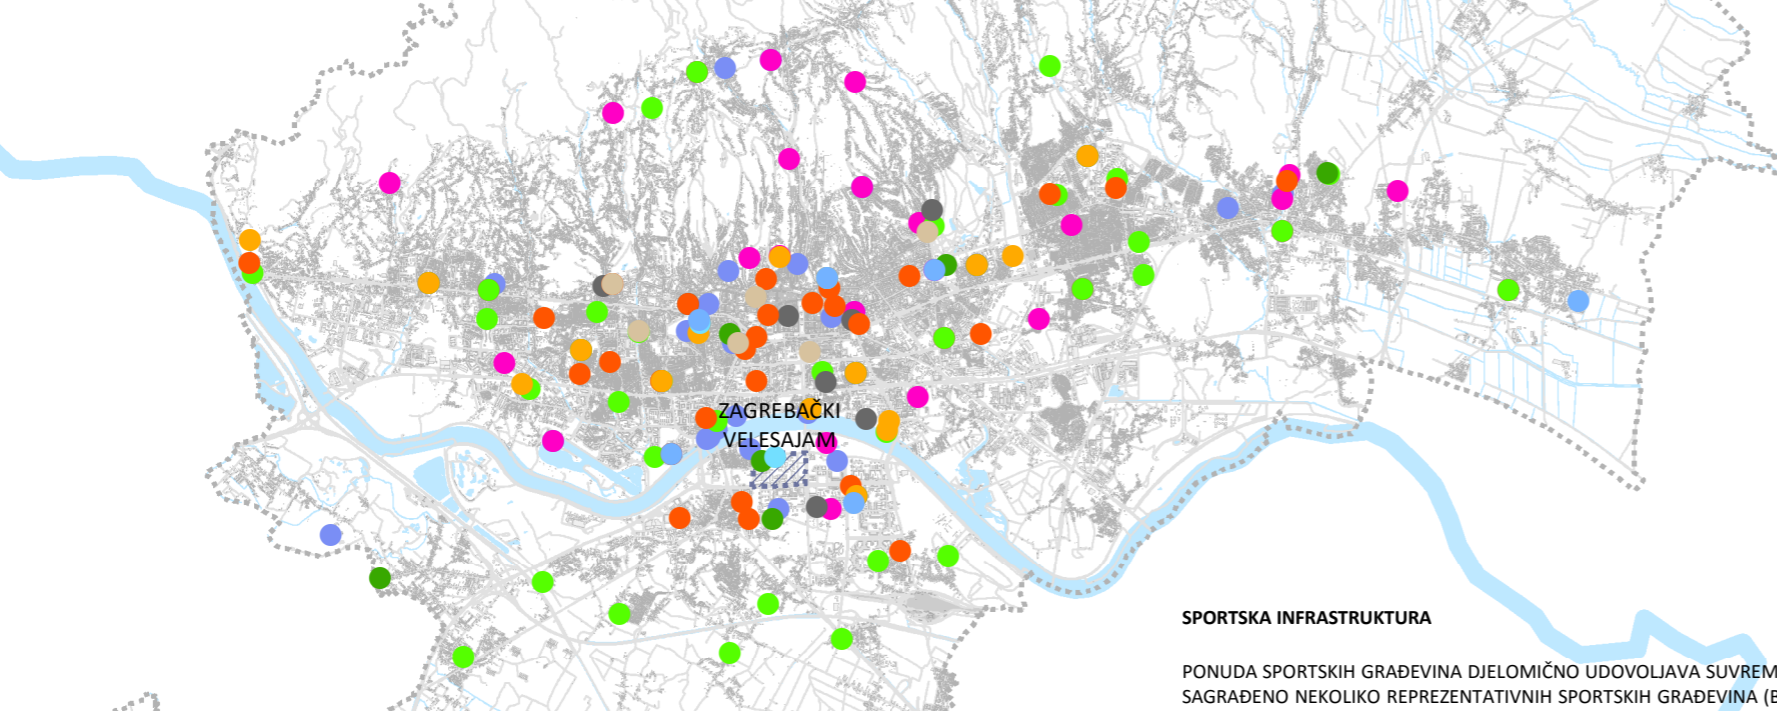 ZAGREBAČKI
VELESAJAM
SPORTSKA INFRASTRUKTURA
PONUDA SPORTSKIH GRAĐEVINA DJELOMIČNO UDOVOLJAVA SUVREM
SAGRAĐENO NEKOLIKO REPREZENTATIVNIH SPORTSKIH GRAĐEVINA (B